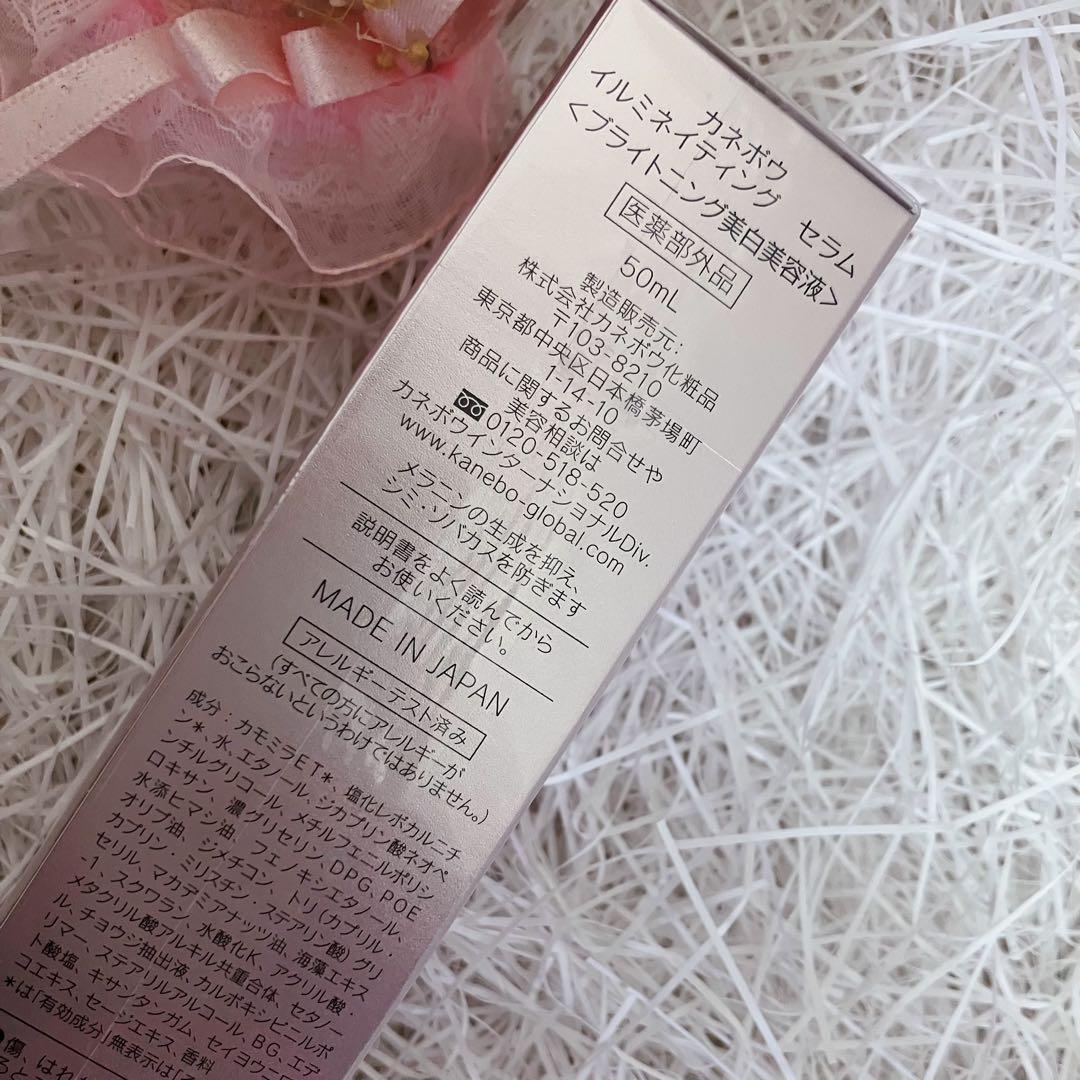 カネボウ
イルミネイティング セラム
<ブライトニング美白美容液>
医薬部外品
50mL
製造販売元:
株式会社カネボウ化粧品
〒103-8210
東京都中央区日本橋茅場町
1-14-10
商品に関するお問合せや
美容相談は
0120-518-520
カネボウインターナショナルDiv.
www.kanebo-global.com
メラニンの生成を抑え、
シミ・ソバカスを防ぎます
説明書をよく読んでから
お使いください。
MADE IN JAPAN
アレルギーテスト済み
(すべての方にアレルギーが
おこらないというわけではありません。)
成分:カモミラET*、塩化レボカルニチ
ン*、水、エタノール、ジカプリン酸ネオペ
ンチルグリコール、メチルフェニルポリシ
ロキサン、濃グリセリン、DPG、POE
水添ヒマシ油、フェノキシエタノール、
オリブ油、ジメチコン、トリ(カプリル・
カプリン・ミリスチン・ステアリン酸)グリ
セリル、マカデミアナッツ油、海藻エキス
-1、スクワラン、水酸化K、アクリル酸・
メタクリル酸アルキル共重合体、セタノー
ル、チョウジ抽出液、カルボキシビニルポ
リマー、ステアリルアルコール、BG、エデ
ト酸塩、キサンタンガム、セイヨウ
コエキス、セージエキス、香料
*は「有効成分」無表示は「
傷、はれ